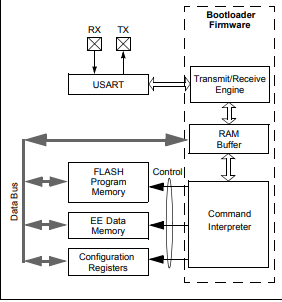 Bootloader
Firmware
RX
TX
USART
Transmit/Receive
Engine
RAM
Buffer
FLASH
Program
Memory
Control
EE Data
Memory
Command
Interpreter
Configuration
Registers
Data Bus